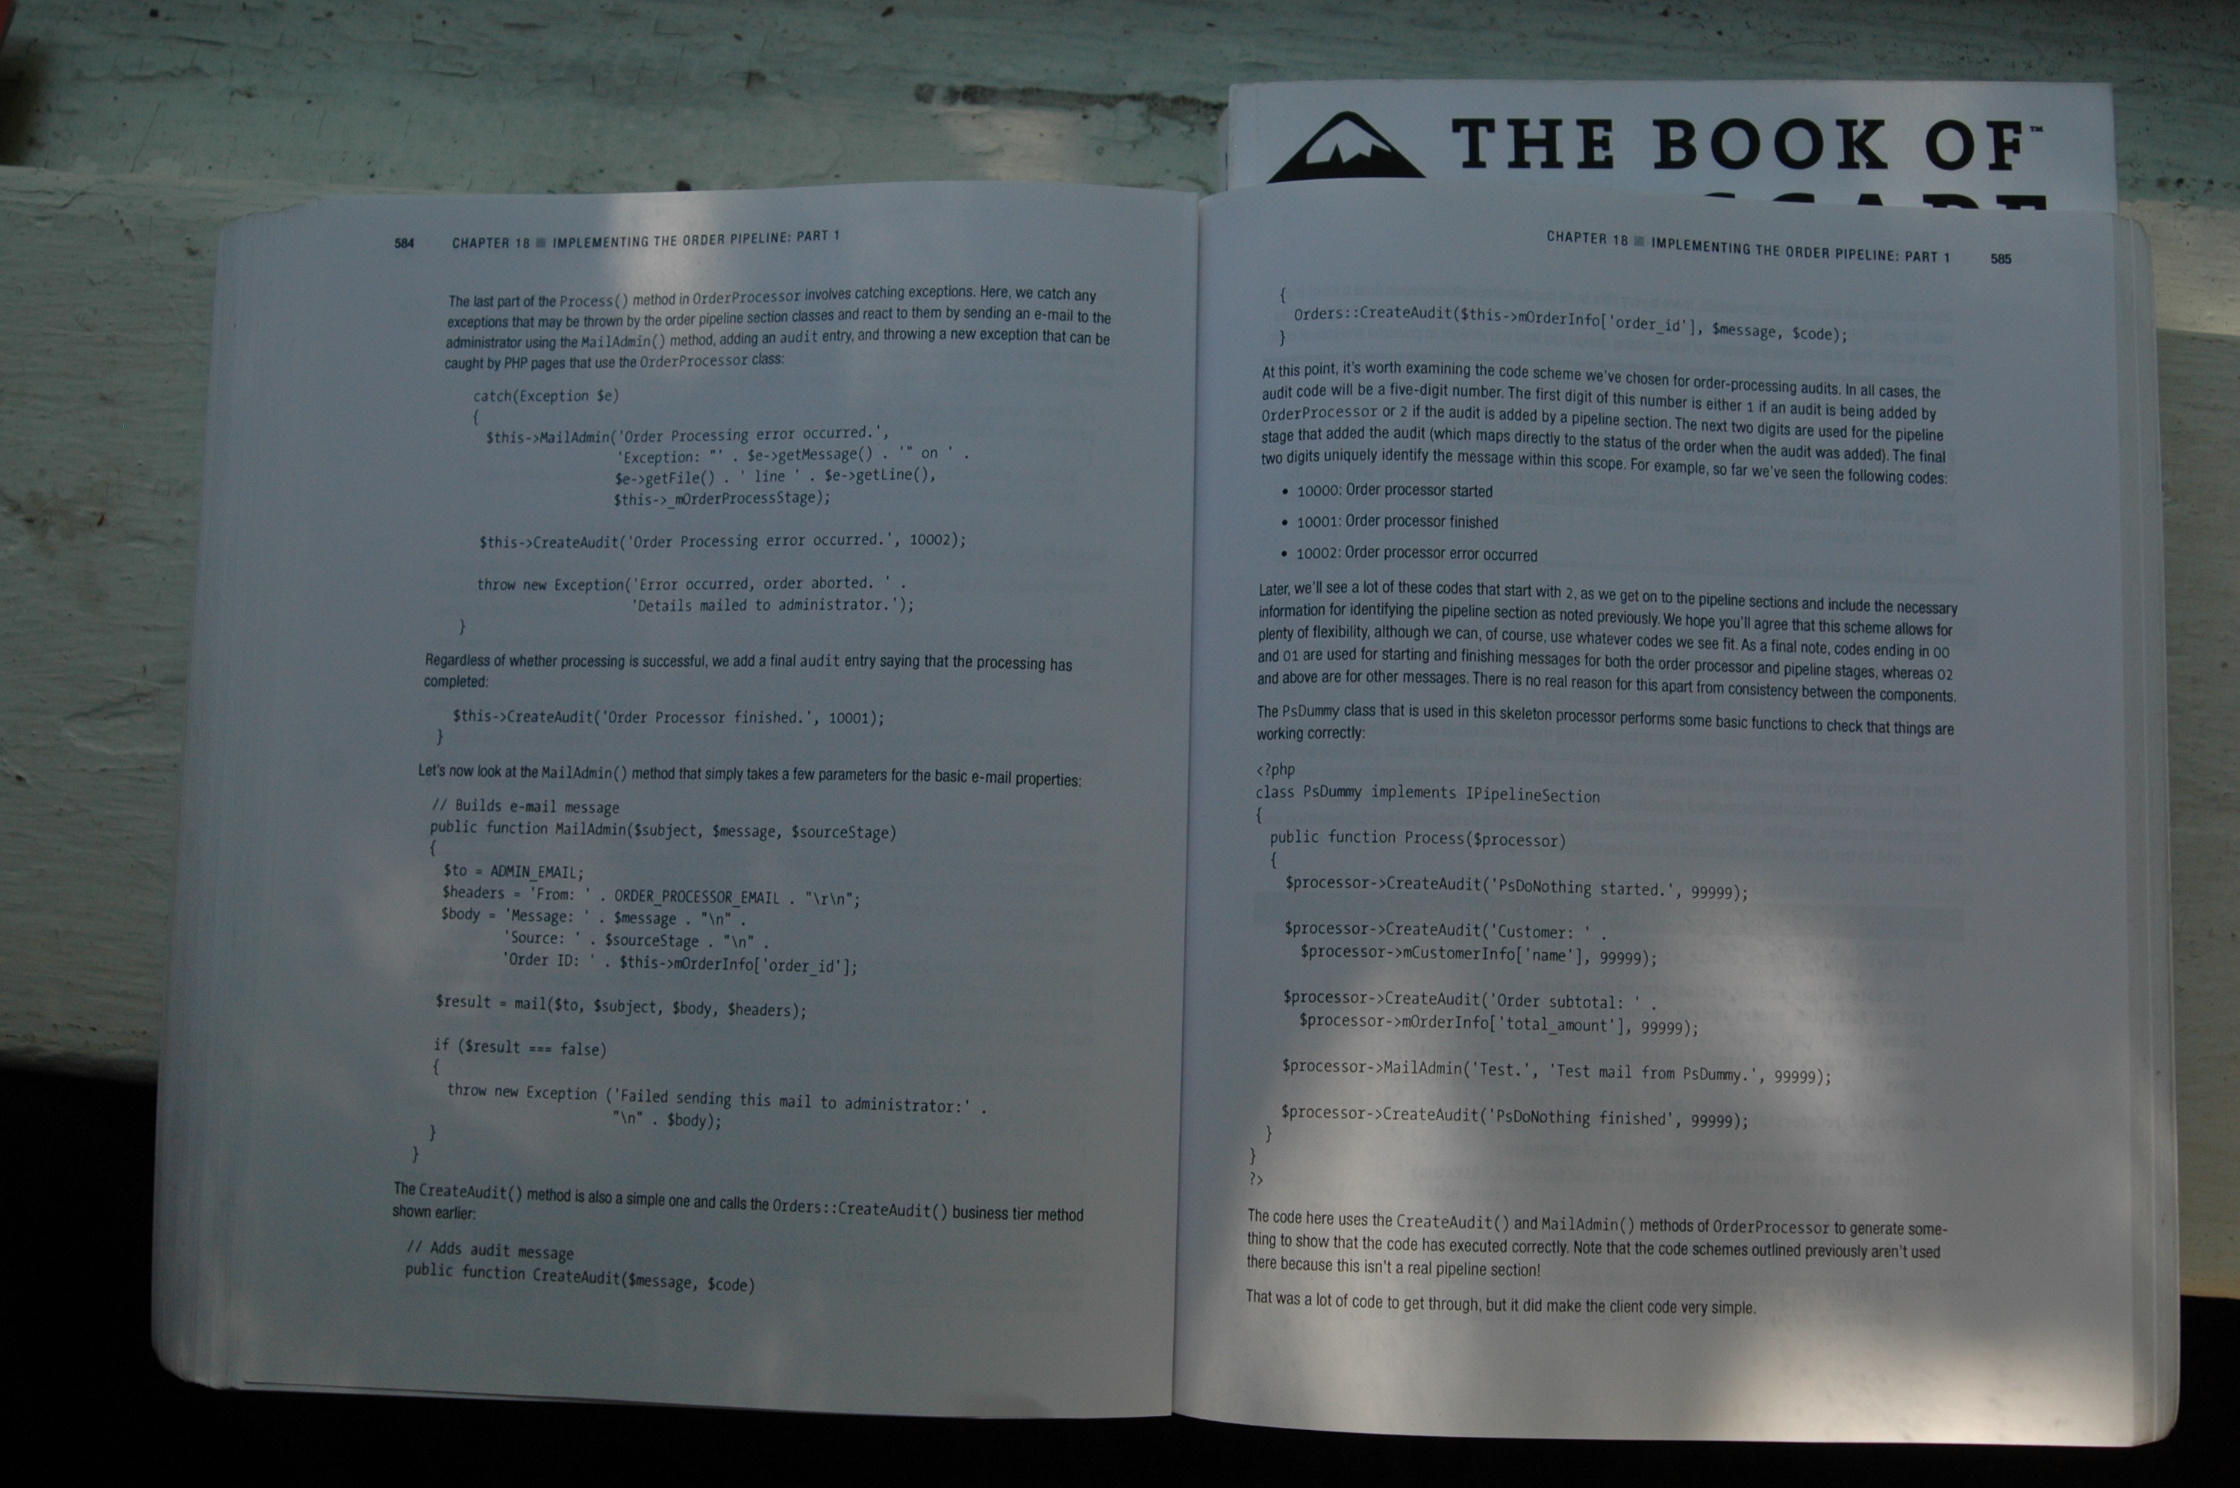 THE BOOK OF™
584 CHAPTER 18 ■ IMPLEMENTING THE ORDER PIPELINE: PART 1
The last part of the Process() method in OrderProcessor involves catching exceptions. Here, we catch any
exceptions that may be thrown by the order pipeline section classes and react to them by sending an e-mail to the
administrator using the MailAdmin() method, adding an audit entry, and throwing a new exception that can be
caught by PHP pages that use the OrderProcessor class:
catch(Exception $e)
{
$this->MailAdmin('Order Processing error occurred.',
'Exception: "' . $e->getMessage() . '" on ' .
$e->getFile() . ' line ' . $e->getLine(),
$this->_mOrderProcessStage);
$this->CreateAudit('Order Processing error occurred.', 10002);
throw new Exception('Error occurred, order aborted. ' .
'Details mailed to administrator.');
}
Regardless of whether processing is successful, we add a final audit entry saying that the processing has
completed:
$this->CreateAudit('Order Processor finished.', 10001);
}
Let's now look at the MailAdmin() method that simply takes a few parameters for the basic e-mail properties:
// Builds e-mail message
public function MailAdmin($subject, $message, $sourceStage)
{
$to = ADMIN_EMAIL;
$headers = 'From: ' . ORDER_PROCESSOR_EMAIL . "\r\n";
$body = 'Message: ' . $message . "\n" .
'Source: ' . $sourceStage . "\n" .
'Order ID: ' . $this->mOrderInfo['order_id'];
$result = mail($to, $subject, $body, $headers);
if ($result === false)
{
throw new Exception ('Failed sending this mail to administrator:' .
"\n" . $body);
}
}
The CreateAudit() method is also a simple one and calls the Orders::CreateAudit() business tier method
shown earlier:
// Adds audit message
public function CreateAudit($message, $code)
CHAPTER 18 ■ IMPLEMENTING THE ORDER PIPELINE: PART 1 585
{
Orders::CreateAudit($this->mOrderInfo['order_id'], $message, $code);
}
At this point, it's worth examining the code scheme we've chosen for order-processing audits. In all cases, the
audit code will be a five-digit number. The first digit of this number is either 1 if an audit is being added by
OrderProcessor or 2 if the audit is added by a pipeline section. The next two digits are used for the pipeline
stage that added the audit (which maps directly to the status of the order when the audit was added). The final
two digits uniquely identify the message within this scope. For example, so far we've seen the following codes:
• 10000: Order processor started
• 10001: Order processor finished
• 10002: Order processor error occurred
Later, we'll see a lot of these codes that start with 2, as we get on to the pipeline sections and include the necessary
information for identifying the pipeline section as noted previously. We hope you'll agree that this scheme allows for
plenty of flexibility, although we can, of course, use whatever codes we see fit. As a final note, codes ending in 00
and 01 are used for starting and finishing messages for both the order processor and pipeline stages, whereas 02
and above are for other messages. There is no real reason for this apart from consistency between the components.
The PsDummy class that is used in this skeleton processor performs some basic functions to check that things are
working correctly:
<?php
class PsDummy implements IPipelineSection
{
public function Process($processor)
{
$processor->CreateAudit('PsDoNothing started.', 99999);
$processor->CreateAudit('Customer: ' .
$processor->mCustomerInfo['name'], 99999);
$processor->CreateAudit('Order subtotal: ' .
$processor->mOrderInfo['total_amount'], 99999);
$processor->MailAdmin('Test.', 'Test mail from PsDummy.', 99999);
$processor->CreateAudit('PsDoNothing finished', 99999);
}
}
?>
The code here uses the CreateAudit() and MailAdmin() methods of OrderProcessor to generate some-
thing to show that the code has executed correctly. Note that the code schemes outlined previously aren't used
there because this isn't a real pipeline section!
That was a lot of code to get through, but it did make the client code very simple.